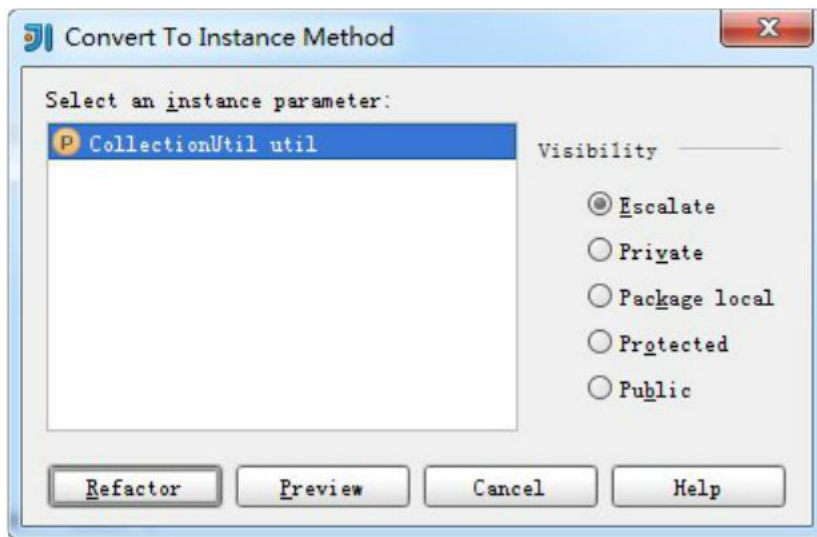 Convert To Instance Method
Select an instance parameter:
P CollectionUtil util
Visibility
Escalate
Private
Package local
Protected
Public
Refactor Preview Cancel Help